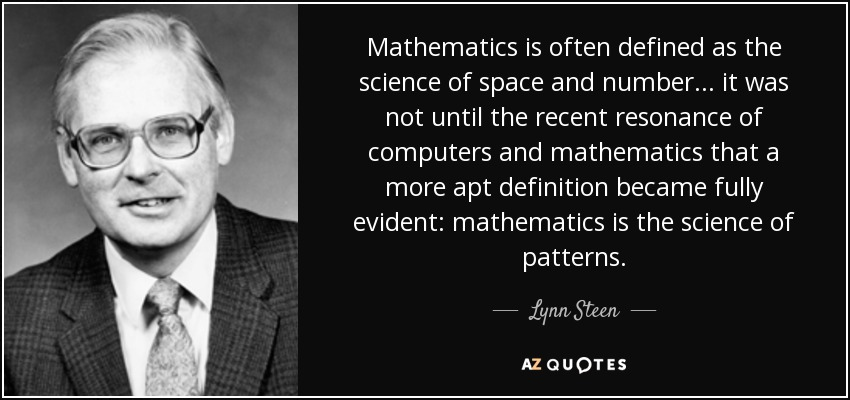 Mathematics is often defined as the
science of space and number... it was
not until the recent resonance of
computers and mathematics that a
more apt definition became fully
evident: mathematics is the science of
patterns.
Lynn Steen
AZ QUOTES